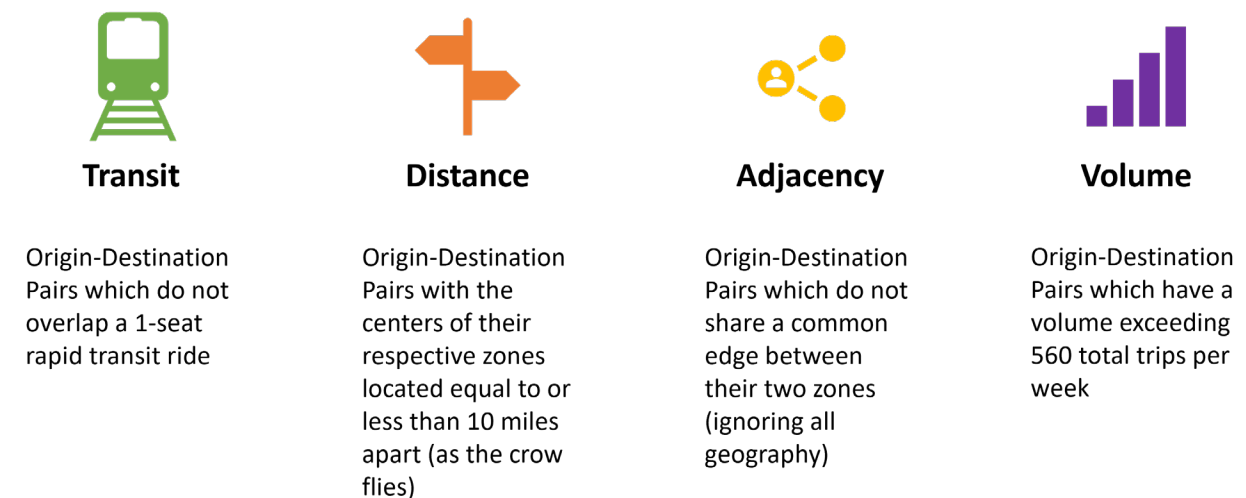 Transit
Origin-Destination
Pairs which do not
overlap a 1-seat
rapid transit ride
Distance
Origin-Destination
Pairs with the
centers of their
respective zones
located equal to or
less than 10 miles
apart (as the crow
flies)
Adjacency
Origin-Destination
Pairs which do not
share a common
edge between
their two zones
(ignoring all
geography)
Volume
Origin-Destination
Pairs which have a
volume exceeding
560 total trips per
week